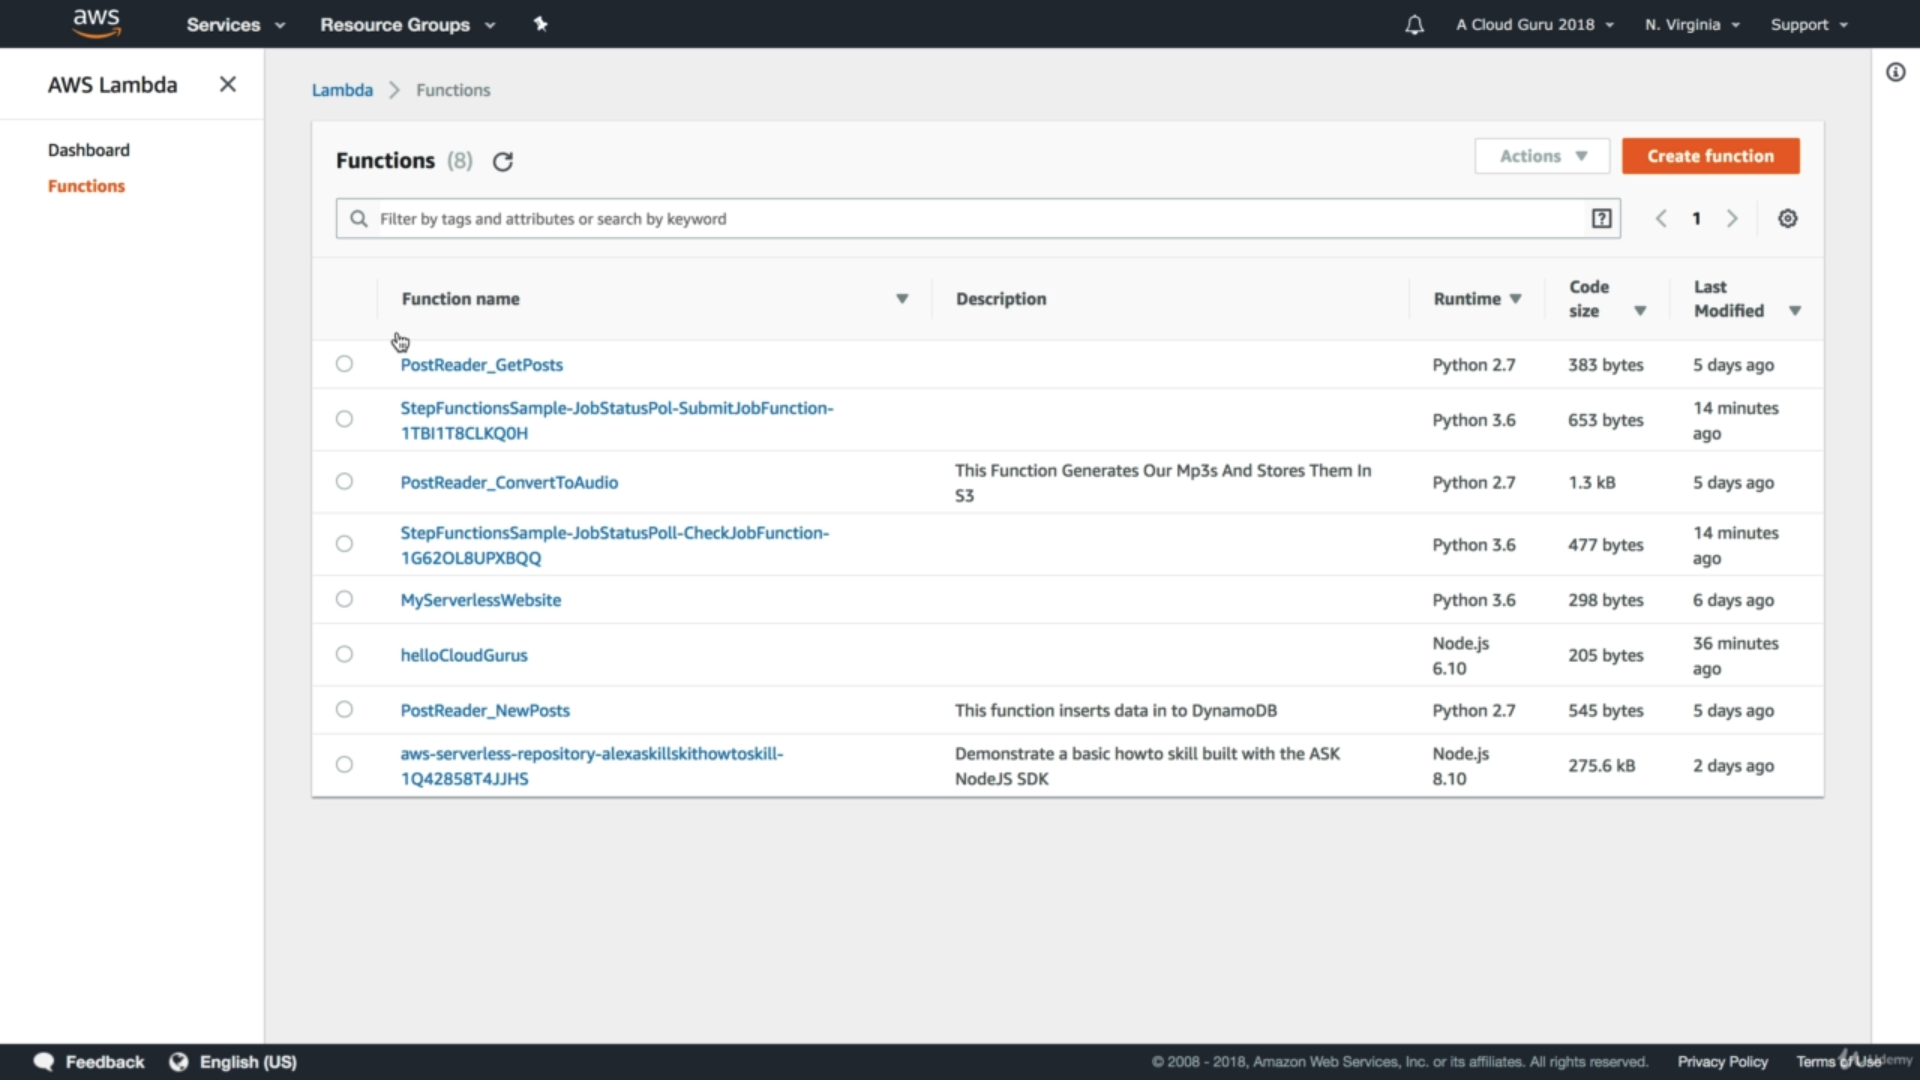 aws Services Resource Groups A Cloud Guru 2018 N. Virginia Support
AWS Lambda
Dashboard
Functions
Lambda > Functions
Functions (8) Actions Create function
Filter by tags and attributes or search by keyword 1
Function name Description Runtime Code size Last Modified
PostReader_GetPosts Python 2.7 383 bytes 5 days ago
StepFunctionsSample-JobStatusPol-SubmitJobFunction-
1TBI1T8CLKQ0H Python 3.6 653 bytes 14 minutes ago
PostReader_ConvertToAudio This Function Generates Our Mp3s And Stores Them In S3 Python 2.7 1.3 kB 5 days ago
StepFunctionsSample-JobStatusPoll-CheckJobFunction-
1G62OL8UPXBQQ Python 3.6 477 bytes 14 minutes ago
MyServerlessWebsite Python 3.6 298 bytes 6 days ago
helloCloudGurus Node.js 6.10 205 bytes 36 minutes ago
PostReader_NewPosts This function inserts data in to DynamoDB Python 2.7 545 bytes 5 days ago
aws-serverless-repository-alexaskillskithowtoskill-
1Q42858T4JJHS Demonstrate a basic howto skill built with the ASK NodeJS SDK Node.js 8.10 275.6 kB 2 days ago
Feedback English (US) © 2008 - 2018, Amazon Web Services, Inc. or its affiliates. All rights reserved. Privacy Policy Terms of Use